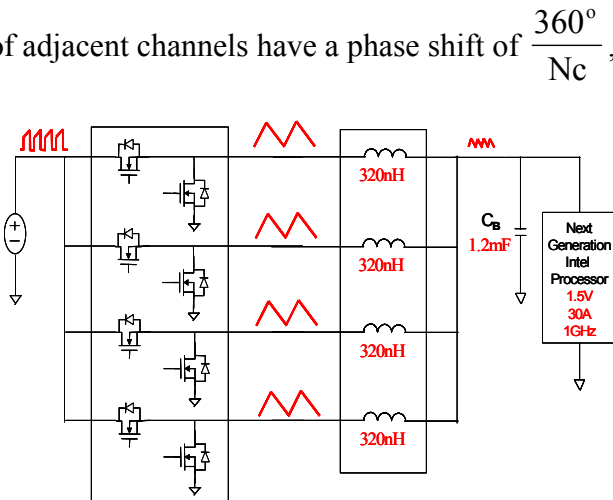 of adjacent channels have a phase shift of 360° / Nc ,
320nH
C_B
1.2mF
320nH
320nH
320nH
+
−
Next
Generation
Intel
Processor
1.5V
30A
1GHz